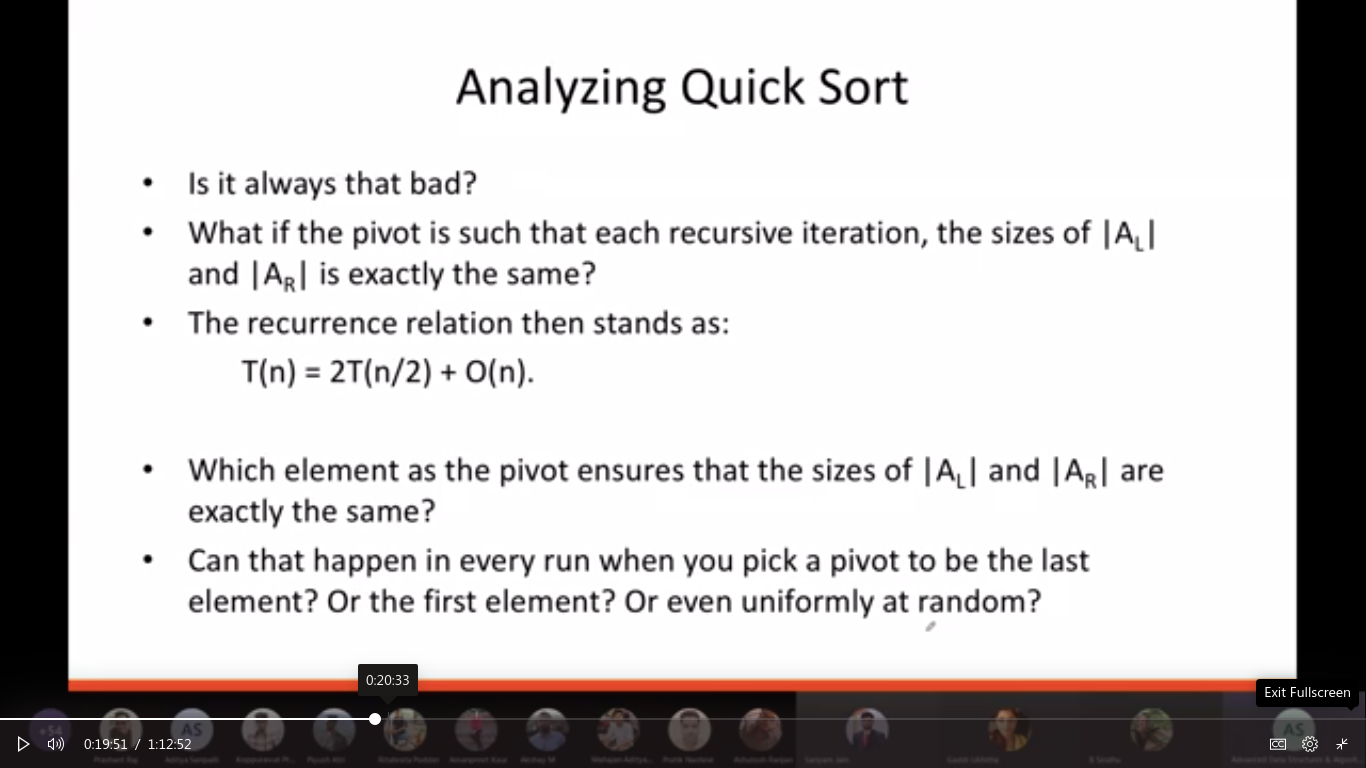 Analyzing Quick Sort
• Is it always that bad?
• What if the pivot is such that each recursive iteration, the sizes of |A_L|
and |A_R| is exactly the same?
• The recurrence relation then stands as:
T(n) = 2T(n/2) + O(n).
• Which element as the pivot ensures that the sizes of |A_L| and |A_R| are
exactly the same?
• Can that happen in every run when you pick a pivot to be the last
element? Or the first element? Or even uniformly at random?
0:20:33
Exit Fullscreen
AS
AS
0:19:51 / 1:12:52
CC